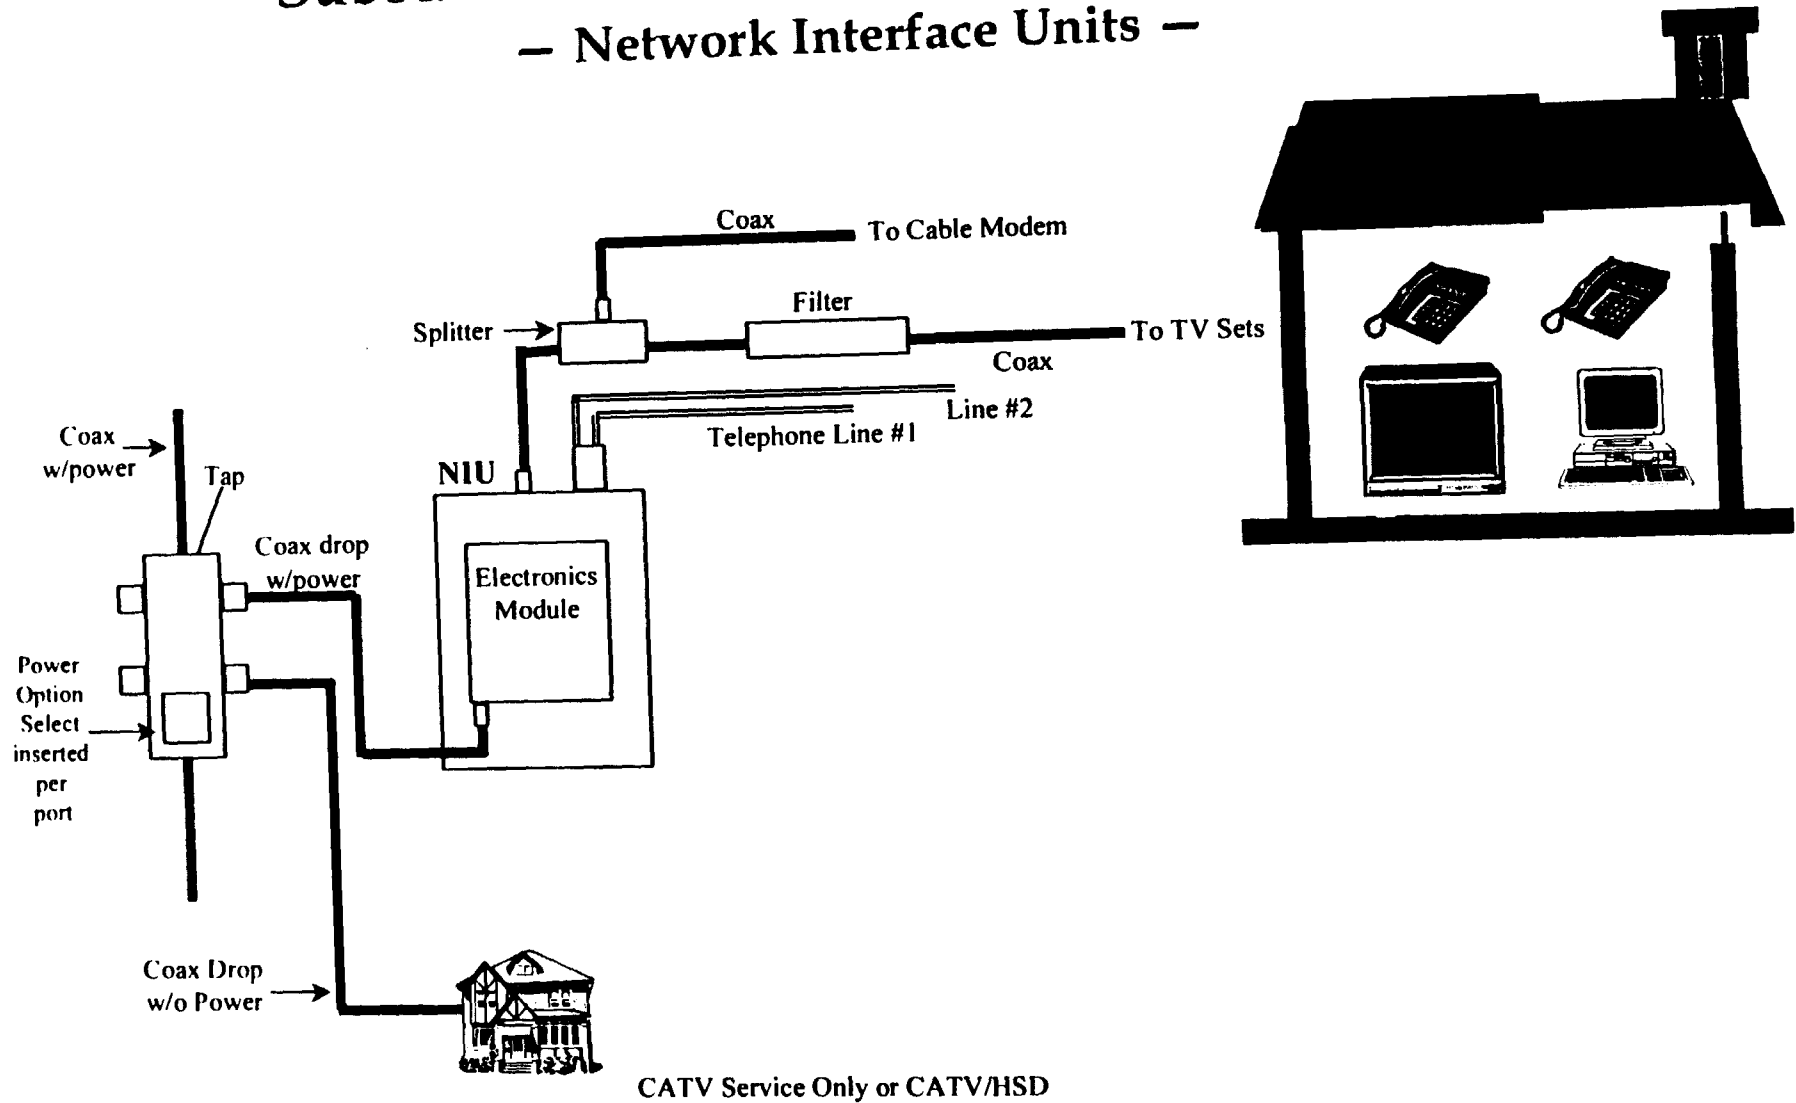 – Network Interface Units –
Coax
To Cable Modem
Filter
Splitter
To TV Sets
Coax
Line #2
Telephone Line #1
Coax
w/power
Tap
NIU
Coax drop
w/power
Electronics
Module
Power
Option
Select
inserted
per
port
Coax Drop
w/o Power
CATV Service Only or CATV/HSD